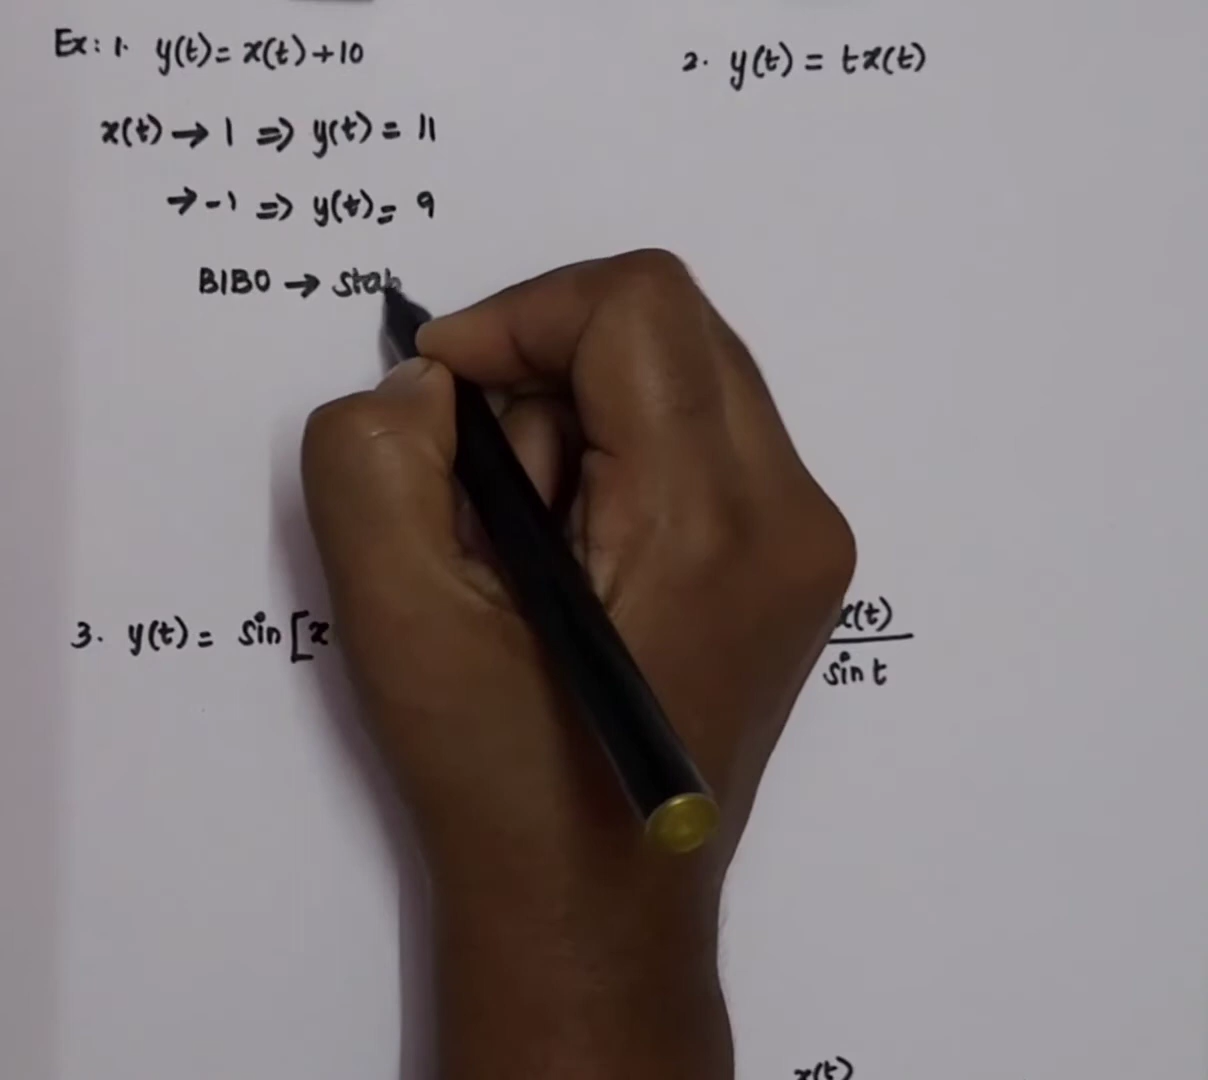 Ex: 1. y(t) = x(t) + 10
x(t) → 1 => y(t) = 11
→ -1 => y(t) = 9
BIBO → stab
2. y(t) = tx(t)
3. y(t) = sin [x
x(t)
sin t
x(t)